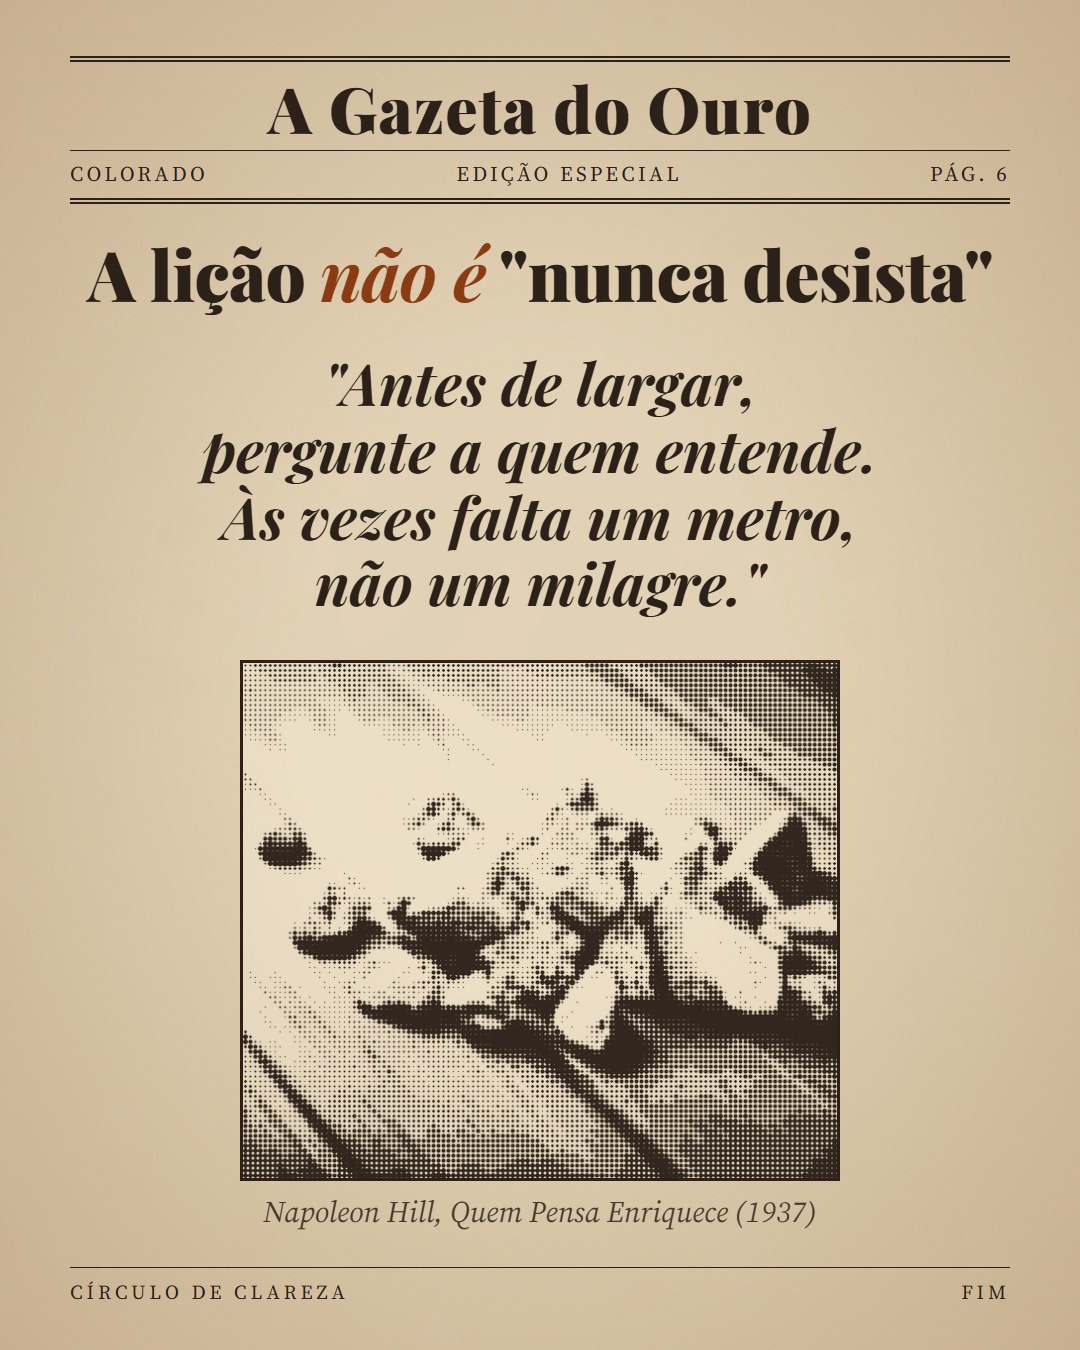 A Gazeta do Ouro
COLORADO EDIÇÃO ESPECIAL PÁG. 6
A lição não é "nunca desista"
"Antes de largar,
pergunte a quem entende.
Às vezes falta um metro,
não um milagre."
Napoleon Hill, Quem Pensa Enriquece (1937)
CÍRCULO DE CLAREZA FIM